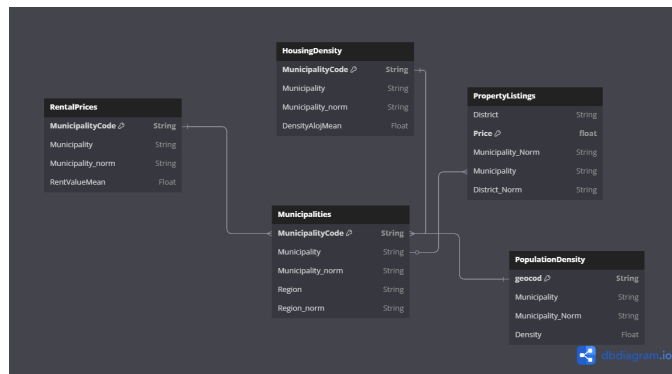 HousingDensity
MunicipalityCode String
Municipality String
Municipality_norm String
DensityAlojMean Float
RentalPrices
MunicipalityCode String
Municipality String
Municipality_norm String
RentValueMean Float
PropertyListings
District String
Price float
Municipality_Norm String
Municipality String
District_Norm String
Municipalities
MunicipalityCode String
Municipality String
Municipality_norm String
Region String
Region_norm String
PopulationDensity
geocod String
Municipality String
Municipality_Norm String
Density Float
dbdiagram.io